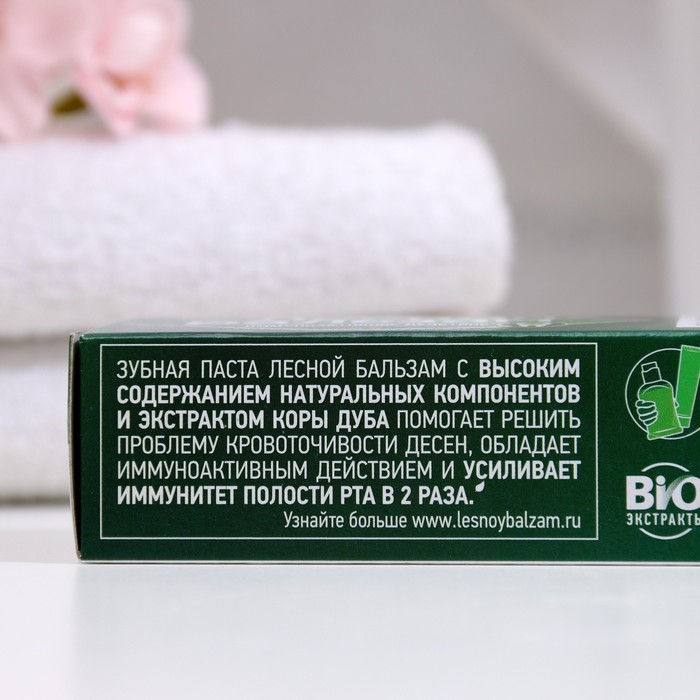 ЗУБНАЯ ПАСТА ЛЕСНОЙ БАЛЬЗАМ С ВЫСОКИМ
СОДЕРЖАНИЕМ НАТУРАЛЬНЫХ КОМПОНЕНТОВ
И ЭКСТРАКТОМ КОРЫ ДУБА ПОМОГАЕТ РЕШИТЬ
ПРОБЛЕМУ КРОВОТОЧИВОСТИ ДЕСЕН, ОБЛАДАЕТ
ИММУНОАКТИВНЫМ ДЕЙСТВИЕМ И УСИЛИВАЕТ
ИММУНИТЕТ ПОЛОСТИ РТА В 2 РАЗА.
Узнайте больше www.lesnoybalzam.ru
BiO
ЭКСТРАКТЫ